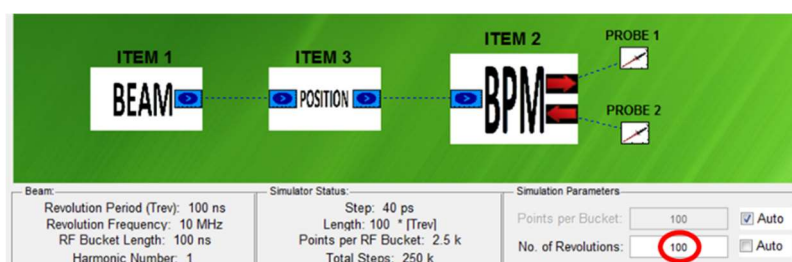 ITEM 1
ITEM 3
ITEM 2
PROBE 1
BEAM
POSITION
BPM
PROBE 2
Beam:
Revolution Period (Trev): 100 ns
Revolution Frequency: 10 MHz
RF Bucket Length: 100 ns
Harmonic Number: 1
Simulator Status:
Step: 40 ps
Length: 100 * [Trev]
Points per RF Bucket: 2.5 k
Total Steps: 250 k
Simulation Parameters
Points per Bucket: 100 Auto
No. of Revolutions: 100 Auto